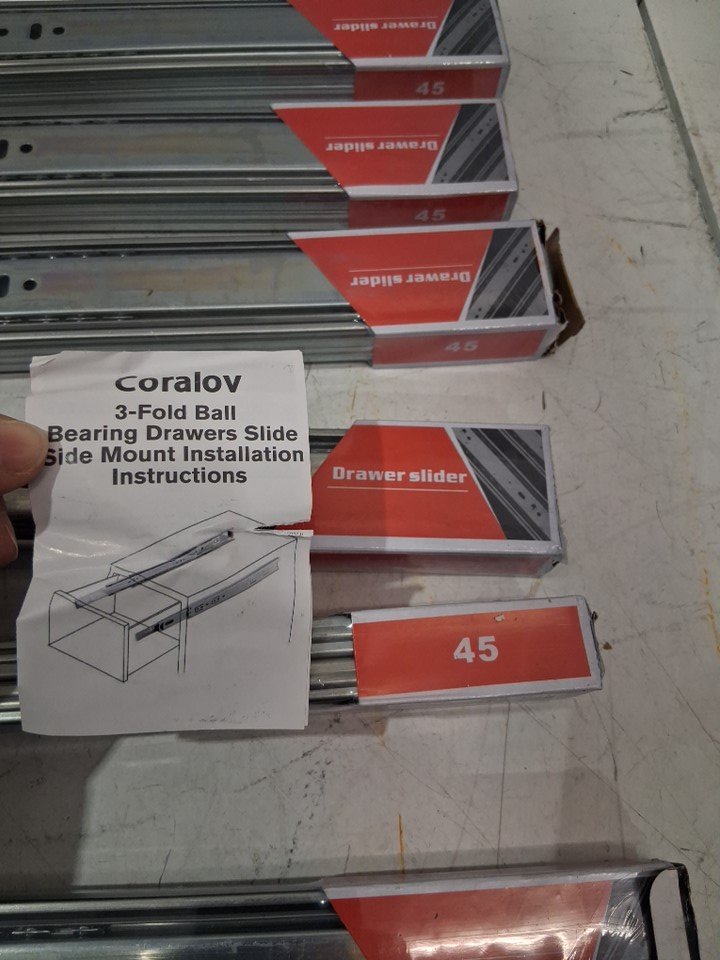 Drawer slider
45
Drawer slider
45
Drawer slider
45
Coralov
3-Fold Ball
Bearing Drawers Slide
Side Mount Installation
Instructions
Drawer slider
45